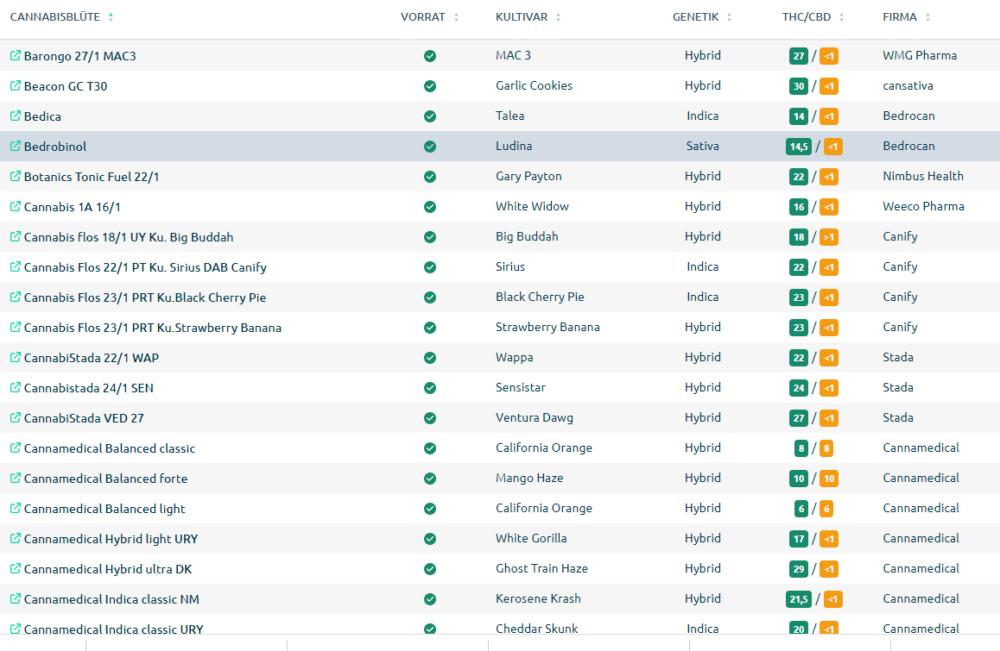 CANNABISBLÜTE VORRAT KULTIVAR GENETIK THC/CBD FIRMA
Barongo 27/1 MAC3 MAC 3 Hybrid 27 / <1 WMG Pharma
Beacon GC T30 Garlic Cookies Hybrid 30 / <1 cansativa
Bedica Talea Indica 14 / <1 Bedrocan
Bedrobinol Ludina Sativa 14,5 / <1 Bedrocan
Botanics Tonic Fuel 22/1 Gary Payton Hybrid 22 / <1 Nimbus Health
Cannabis 1A 16/1 White Widow Hybrid 16 / <1 Weeco Pharma
Cannabis flos 18/1 UY Ku. Big Buddah Big Buddah Hybrid 18 / >1 Canify
Cannabis Flos 22/1 PT Ku. Sirius DAB Canify Sirius Indica 22 / <1 Canify
Cannabis Flos 23/1 PRT Ku.Black Cherry Pie Black Cherry Pie Indica 23 / <1 Canify
Cannabis Flos 23/1 PRT Ku.Strawberry Banana Strawberry Banana Hybrid 23 / <1 Canify
CannabiStada 22/1 WAP Wappa Hybrid 22 / <1 Stada
Cannabistada 24/1 SEN Sensistar Hybrid 24 / <1 Stada
CannabiStada VED 27 Ventura Dawg Hybrid 27 / <1 Stada
Cannamedical Balanced classic California Orange Hybrid 8 / 8 Cannamedical
Cannamedical Balanced forte Mango Haze Hybrid 10 / 10 Cannamedical
Cannamedical Balanced light California Orange Hybrid 6 / 6 Cannamedical
Cannamedical Hybrid light URY White Gorilla Hybrid 17 / <1 Cannamedical
Cannamedical Hybrid ultra DK Ghost Train Haze Hybrid 29 / <1 Cannamedical
Cannamedical Indica classic NM Kerosene Krash Hybrid 21,5 / <1 Cannamedical
Cannamedical Indica classic URY Cheddar Skunk Indica 20 / <1 Cannamedical